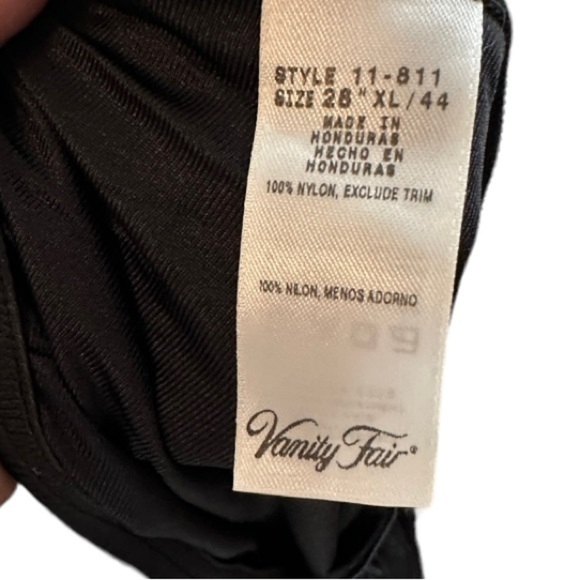 STYLE 11-811
SIZE 28" XL/44
MADE IN
HONDURAS
HECHO EN
HONDURAS
100% NYLON, EXCLUDE TRIM
100% NILON, MENOS ADORNO
Vanity Fair®